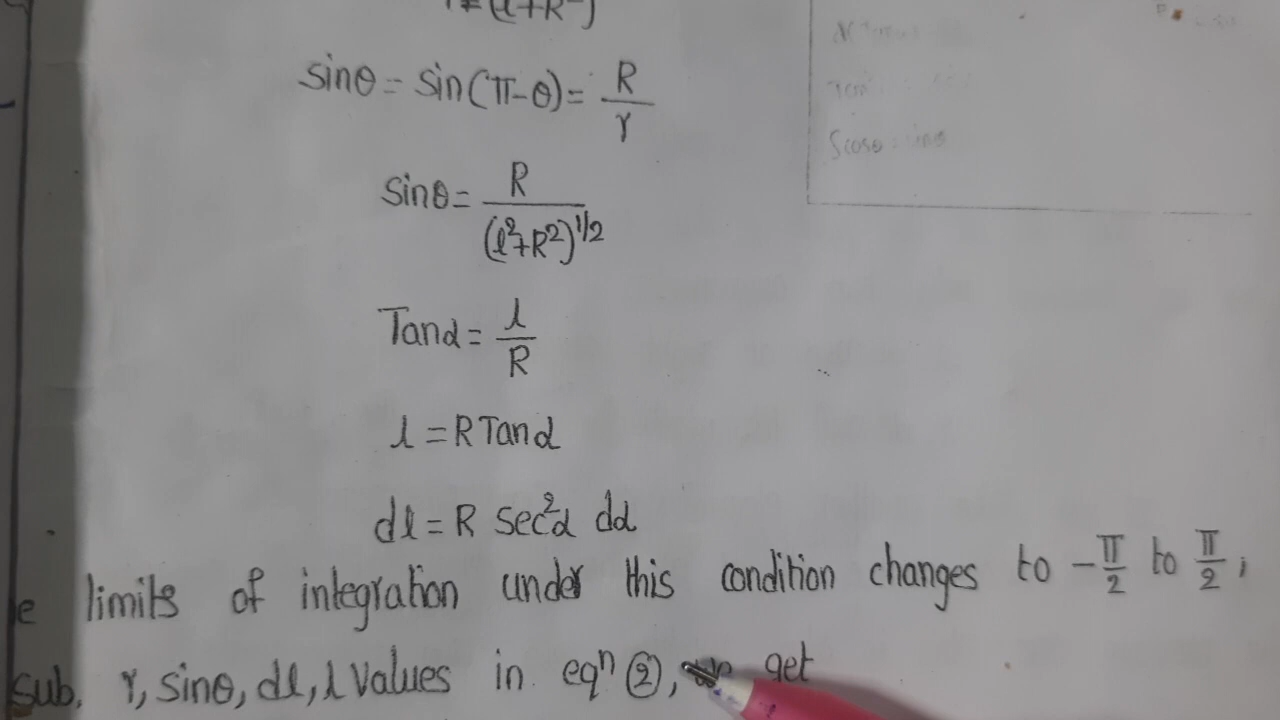 sinθ = sin(π-θ) = R/r
sinθ = R/(l²+R²)^1/2
Tanα = l/R
l = R Tanα
dl = R sec²α dα
limits of integration under this condition changes to -π/2 to π/2,
sub. r, sinθ, dl, l values in eqⁿ ②, get